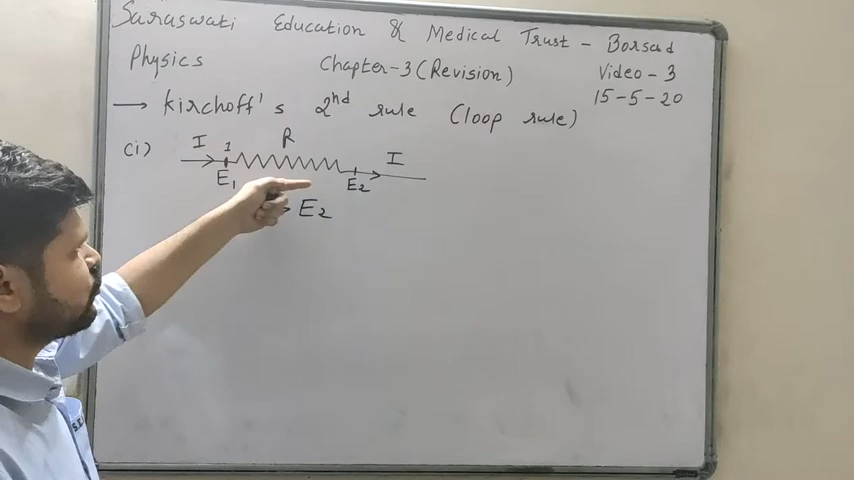 Saraswati Education & Medical Trust - Borsad
Physics Chapter-3 (Revision) Video - 3
15-5-20
→ Kirchoff's 2nd rule (loop rule)
(i) I 1 R I
E1 E2
> E2